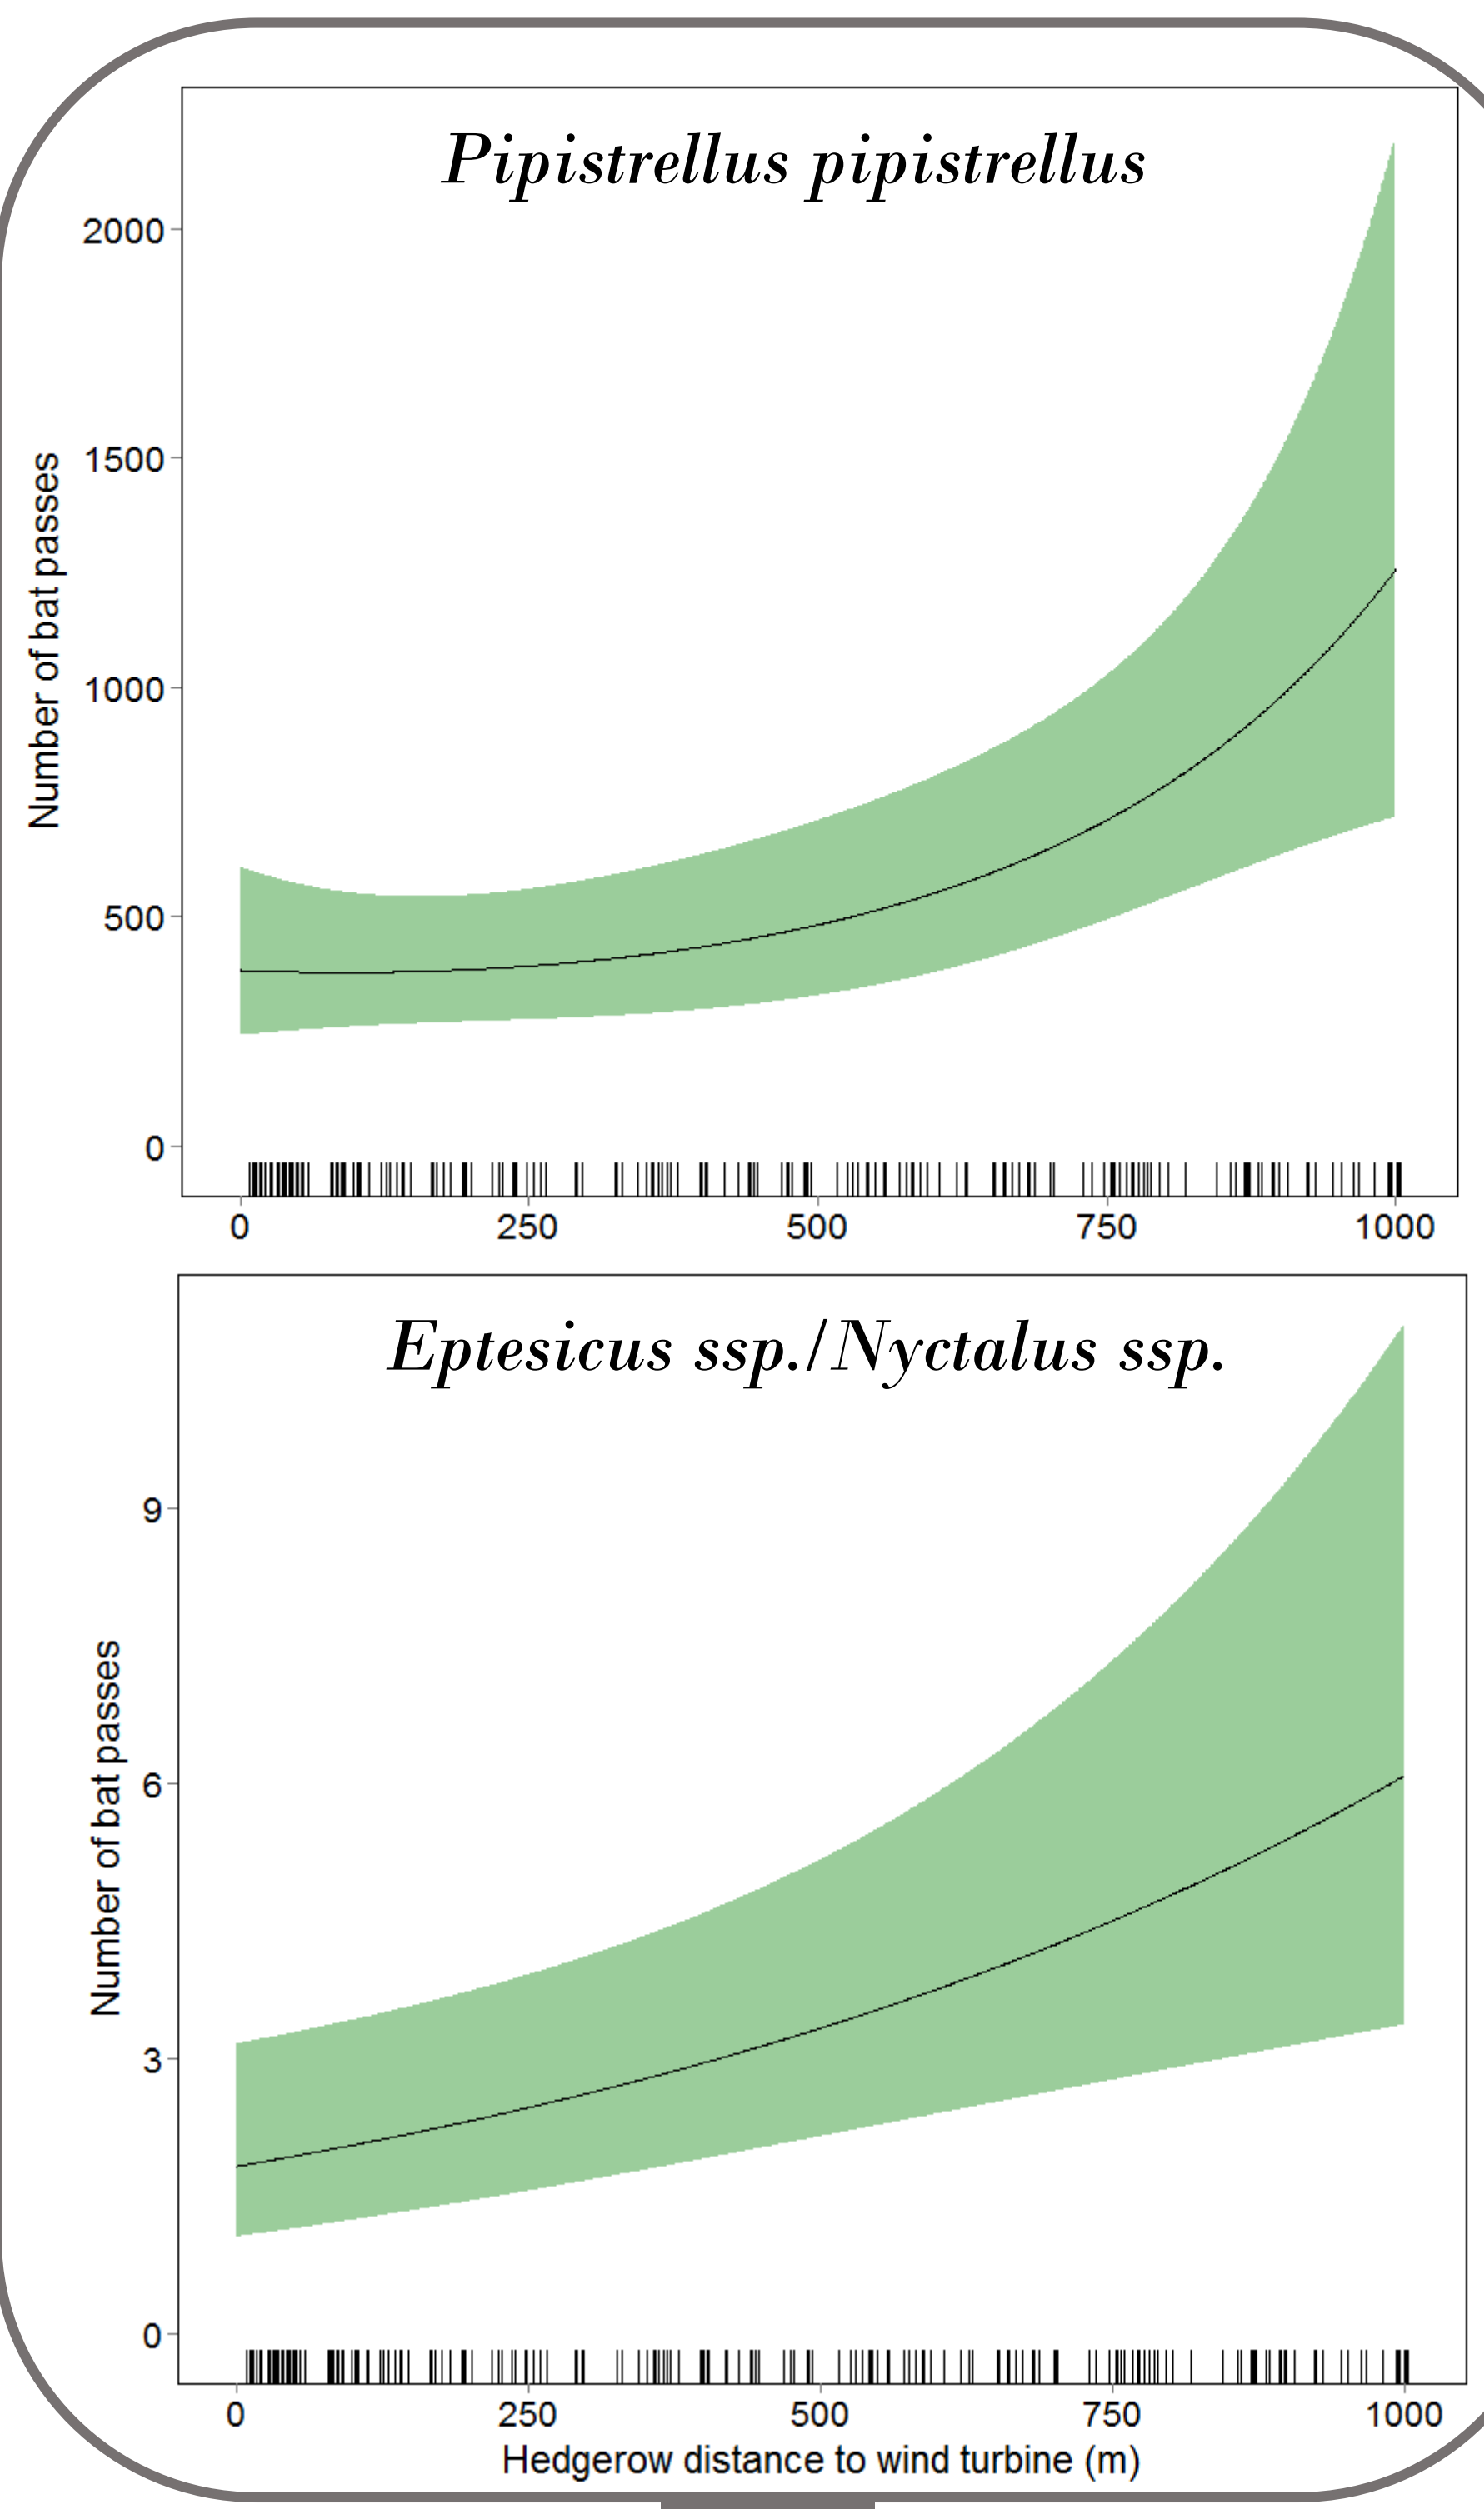 Pipistrellus pipistrellus
2000
1500
1000
500
0
Number of bat passes
0 250 500 750 1000
Eptesicus ssp./Nyctalus ssp.
9
6
3
0
Number of bat passes
0 250 500 750 1000
Hedgerow distance to wind turbine (m)